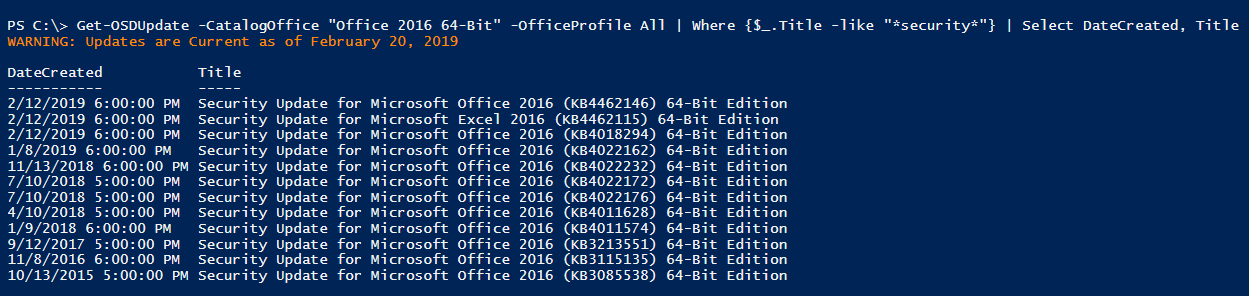 PS C:\> Get-OSDUpdate -CatalogOffice "Office 2016 64-Bit" -OfficeProfile All | Where {$_.Title -like "*security*"} | Select DateCreated, Title
WARNING: Updates are Current as of February 20, 2019
DateCreated           Title
-----------           -----
2/12/2019 6:00:00 PM  Security Update for Microsoft Office 2016 (KB4462146) 64-Bit Edition
2/12/2019 6:00:00 PM  Security Update for Microsoft Excel 2016 (KB4462115) 64-Bit Edition
2/12/2019 6:00:00 PM  Security Update for Microsoft Office 2016 (KB4018294) 64-Bit Edition
1/8/2019 6:00:00 PM   Security Update for Microsoft Office 2016 (KB4022162) 64-Bit Edition
11/13/2018 6:00:00 PM Security Update for Microsoft Office 2016 (KB4022232) 64-Bit Edition
7/10/2018 5:00:00 PM  Security Update for Microsoft Office 2016 (KB4022172) 64-Bit Edition
7/10/2018 5:00:00 PM  Security Update for Microsoft Office 2016 (KB4022176) 64-Bit Edition
4/10/2018 5:00:00 PM  Security Update for Microsoft Office 2016 (KB4011628) 64-Bit Edition
1/9/2018 6:00:00 PM   Security Update for Microsoft Office 2016 (KB4011574) 64-Bit Edition
9/12/2017 5:00:00 PM  Security Update for Microsoft Office 2016 (KB3213551) 64-Bit Edition
11/8/2016 6:00:00 PM  Security Update for Microsoft Office 2016 (KB3115135) 64-Bit Edition
10/13/2015 5:00:00 PM Security Update for Microsoft Office 2016 (KB3085538) 64-Bit Edition